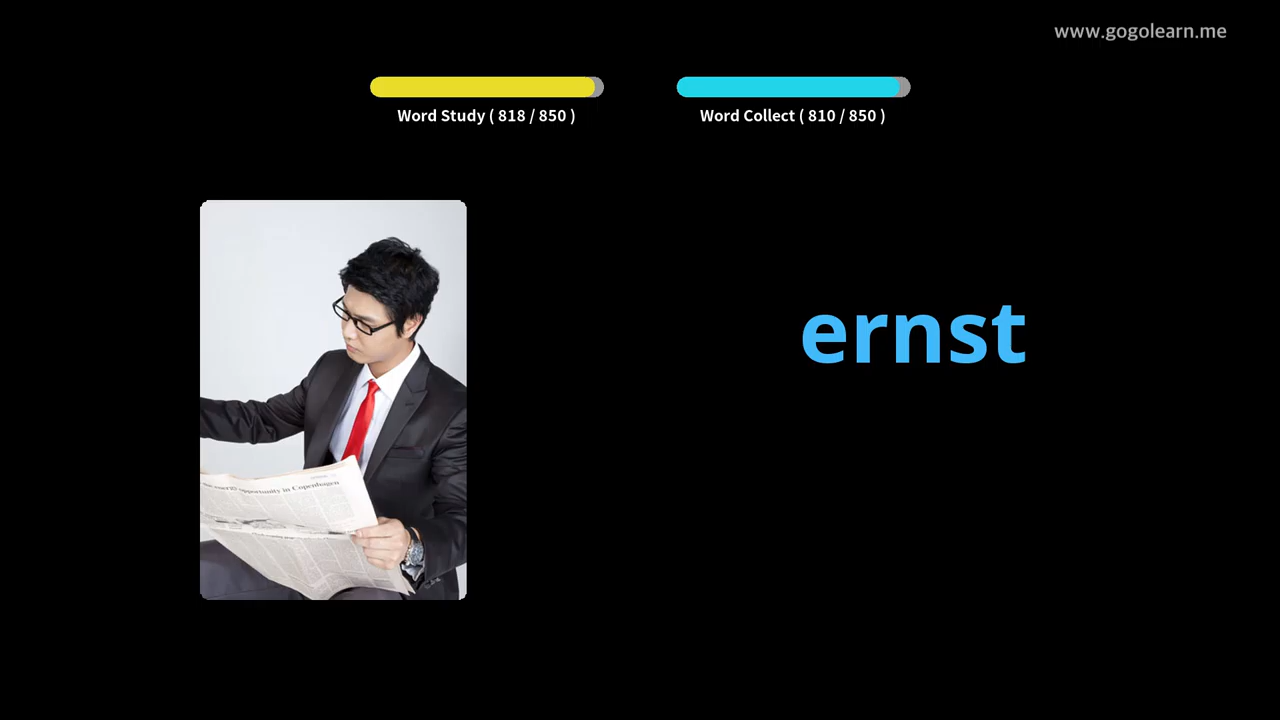 www.gogolearn.me
Word Study ( 818 / 850 )
Word Collect ( 810 / 850 )
ernst
opportunity in Copenhagen